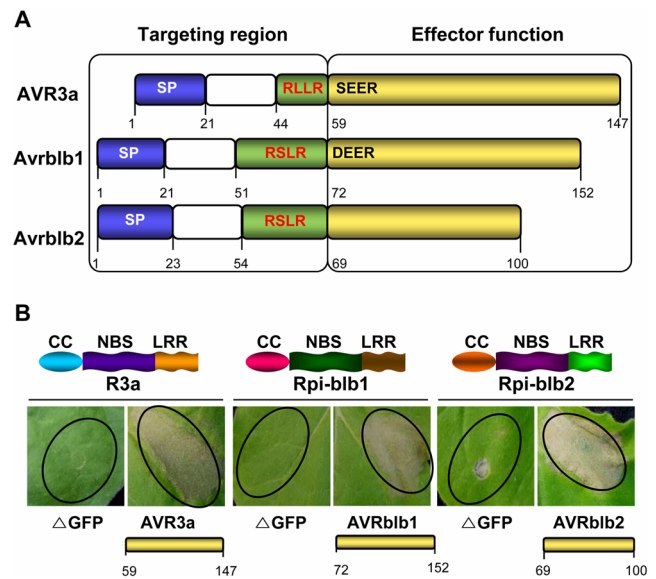 A
Targeting region Effector function
AVR3a SP RLLR SEER
1 21 44 59 147
Avrblb1 SP RSLR DEER
1 21 51 72 152
Avrblb2 SP RSLR
1 23 54 69 100
B
CC NBS LRR CC NBS LRR CC NBS LRR
R3a Rpi-blb1 Rpi-blb2
△GFP AVR3a △GFP AVRblb1 △GFP AVRblb2
59 147 72 152 69 100